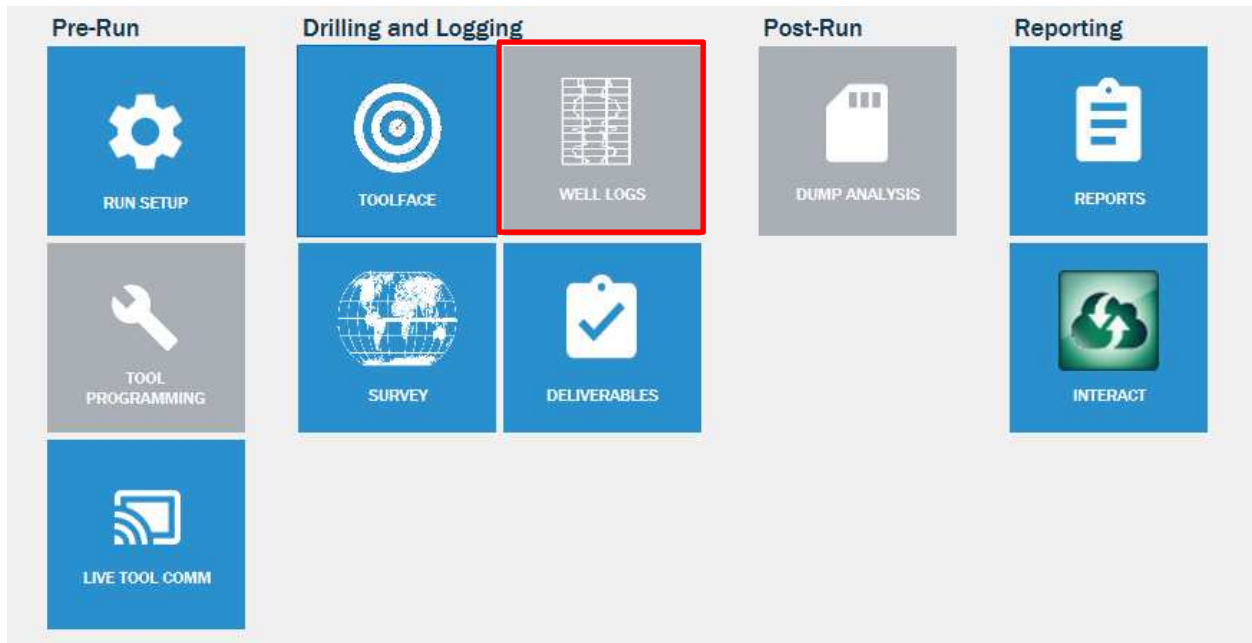 Pre-Run
Drilling and Logging
Post-Run
Reporting
RUN SETUP
TOOLFACE
WELL LOGS
DUMP ANALYSIS
REPORTS
TOOL
PROGRAMMING
SURVEY
DELIVERABLES
INTERACT
LIVE TOOL COMM